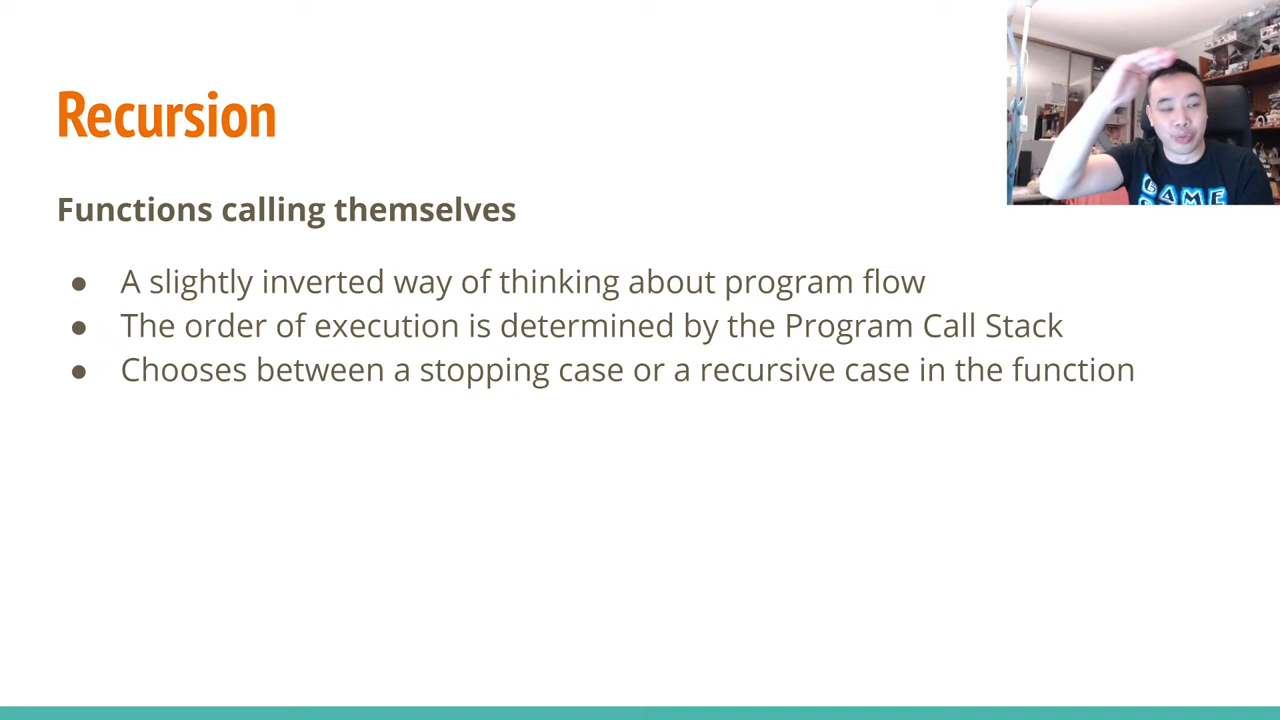 Recursion
Functions calling themselves
● A slightly inverted way of thinking about program flow
● The order of execution is determined by the Program Call Stack
● Chooses between a stopping case or a recursive case in the function
GAME